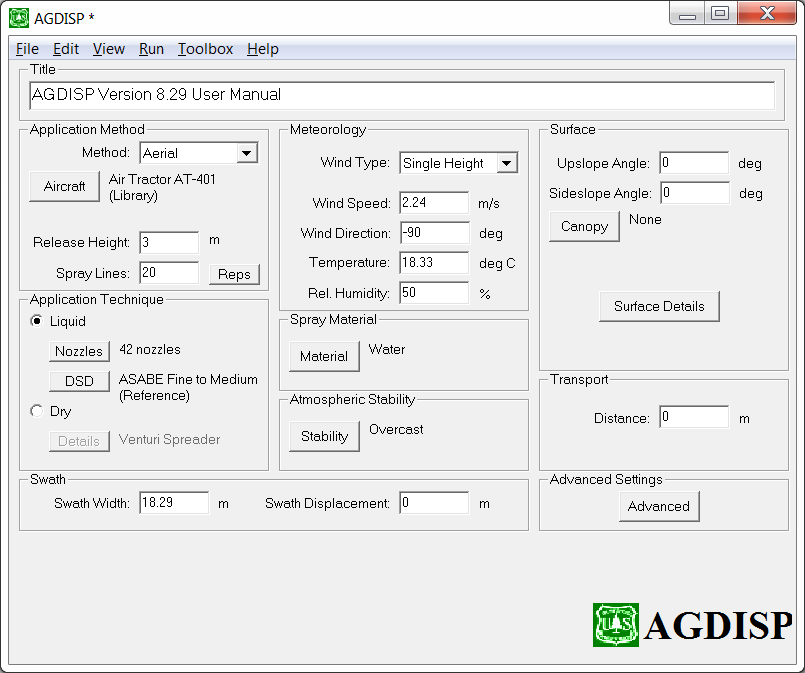 AGDISP *
File Edit View Run Toolbox Help
Title
AGDISP Version 8.29 User Manual
Application Method
Method: Aerial
Aircraft Air Tractor AT-401
(Library)
Release Height: 3 m
Spray Lines: 20 Reps
Application Technique
Liquid
Nozzles 42 nozzles
DSD ASABE Fine to Medium
(Reference)
Dry
Details Venturi Spreader
Meteorology
Wind Type: Single Height
Wind Speed: 2.24 m/s
Wind Direction: -90 deg
Temperature: 18.33 deg C
Rel. Humidity: 50 %
Spray Material
Material Water
Atmospheric Stability
Stability Overcast
Surface
Upslope Angle: 0 deg
Sideslope Angle: 0 deg
Canopy None
Surface Details
Transport
Distance: 0 m
Swath
Swath Width: 18.29 m Swath Displacement: 0 m
Advanced Settings
Advanced
US
AGDISP